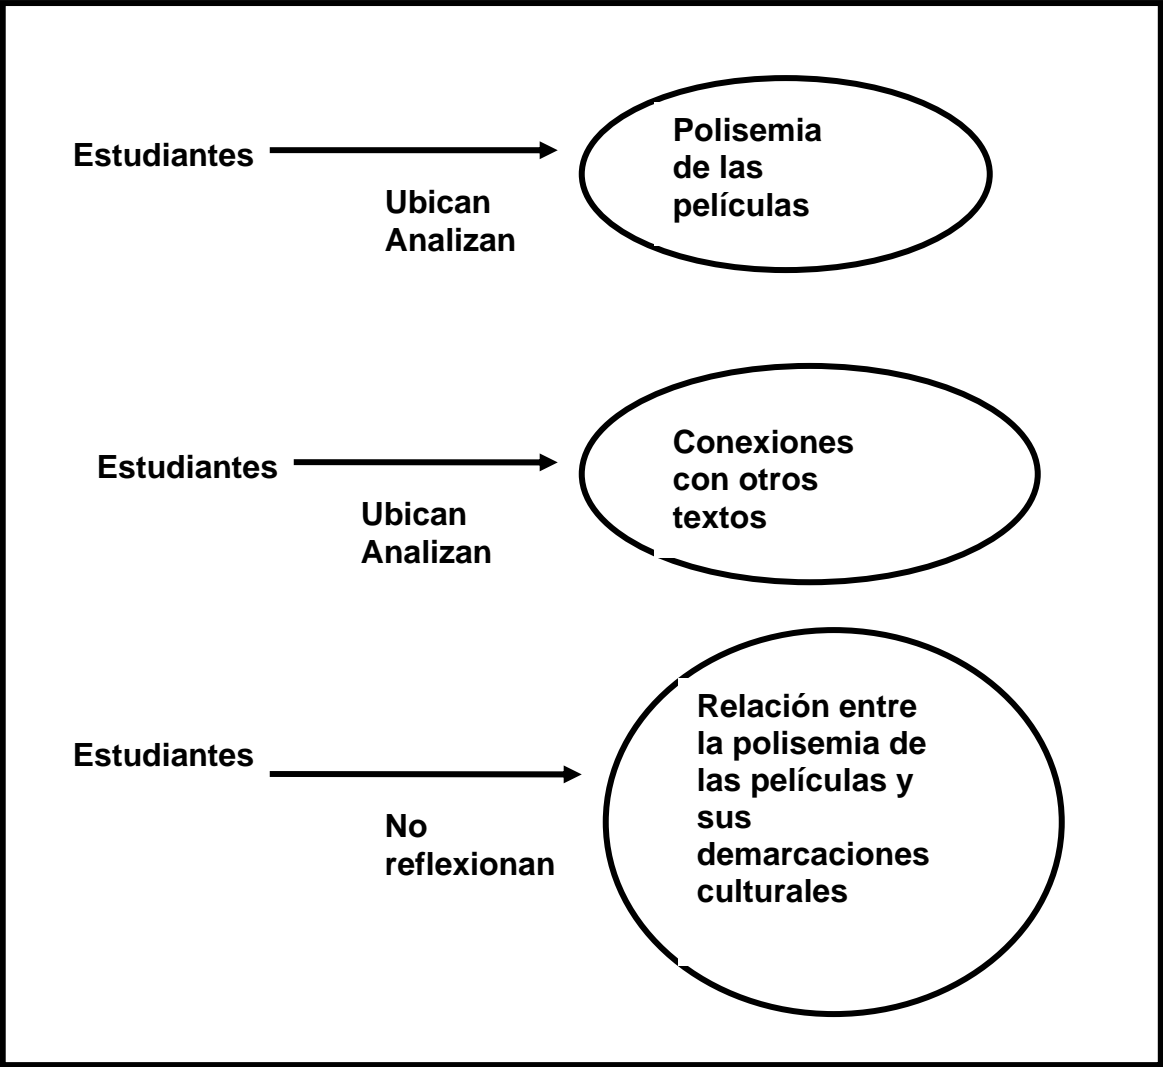 Estudiantes
Ubican
Analizan
Polisemia
de las
películas
Estudiantes
Ubican
Analizan
Conexiones
con otros
textos
Estudiantes
No
reflexionan
Relación entre
la polisemia de
las películas y
sus
demarcaciones
culturales